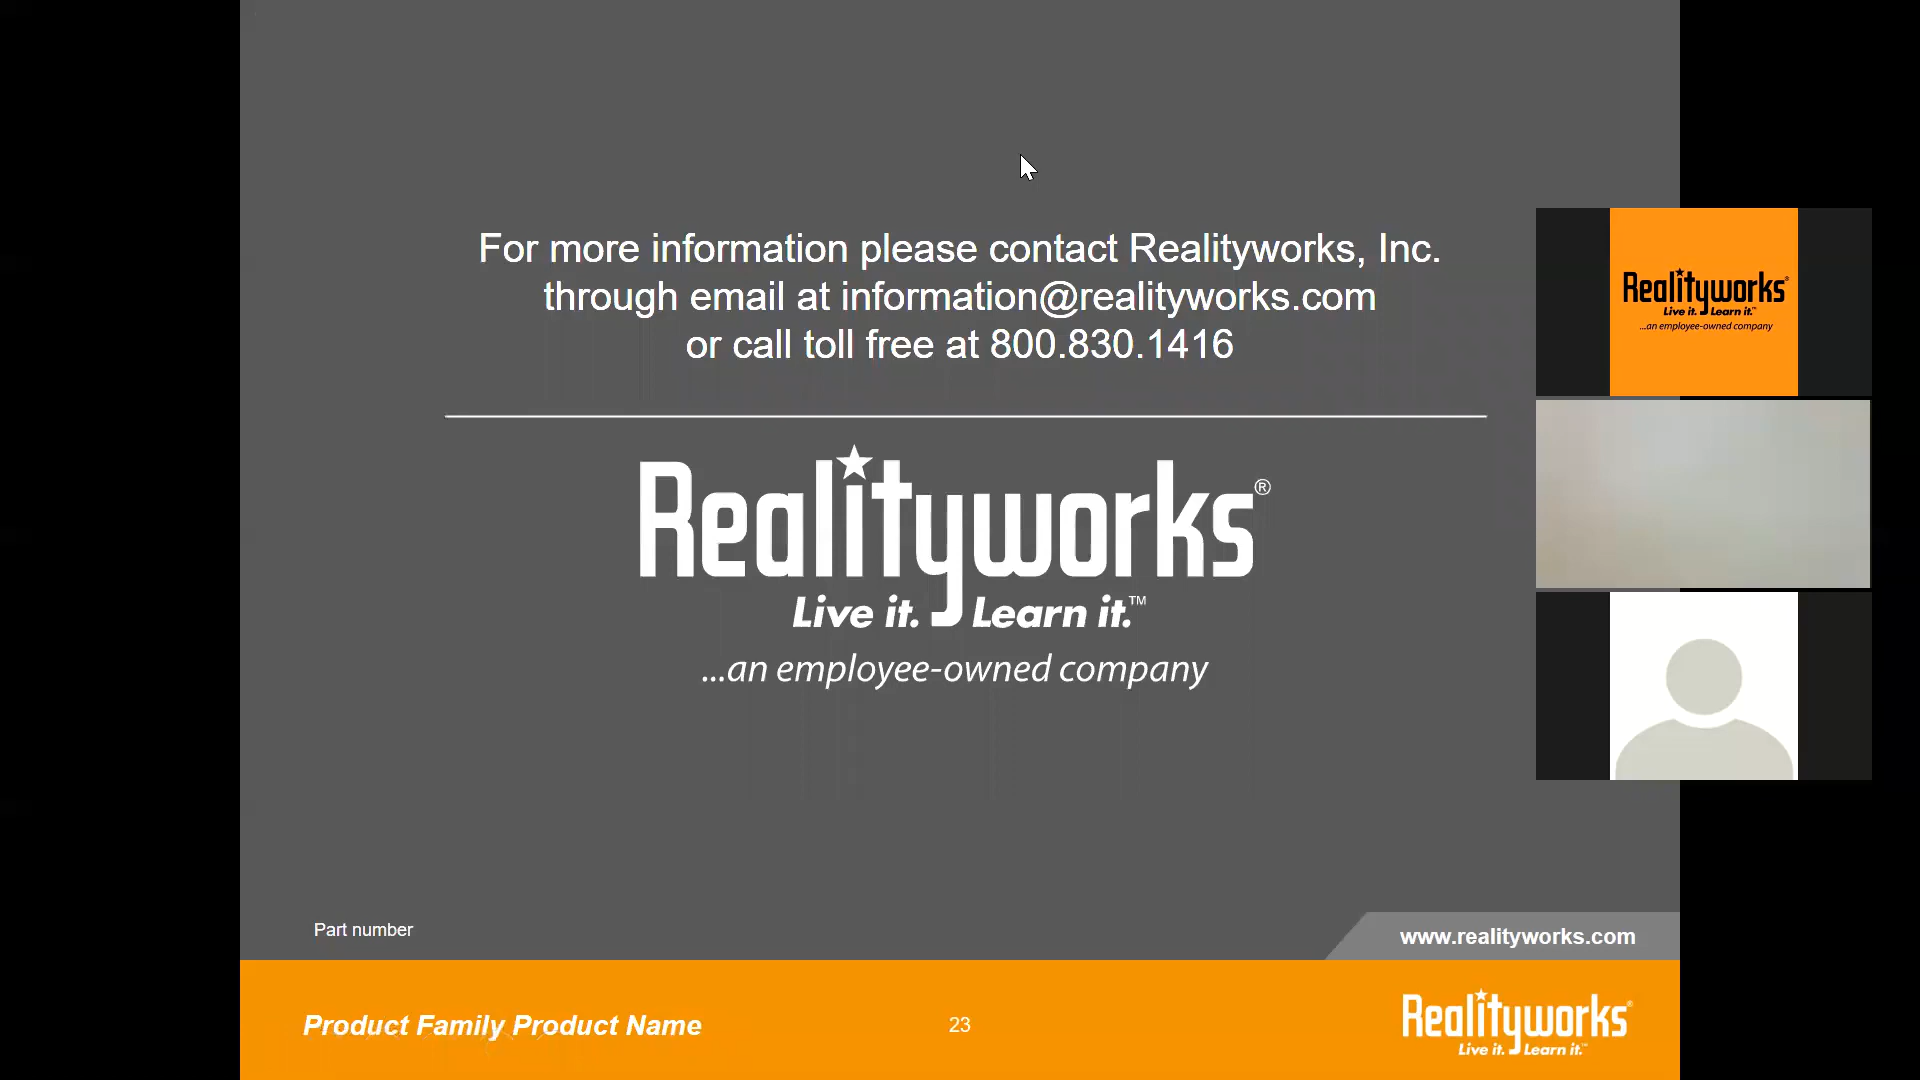 For more information please contact Realityworks, Inc.
through email at information@realityworks.com
or call toll free at 800.830.1416
Realityworks®
Live it. Learn it.™
...an employee-owned company
Realityworks®
Live it. Learn it.™
...an employee-owned company
Part number
www.realityworks.com
Product Family Product Name
23
Realityworks®
Live it. Learn it.™